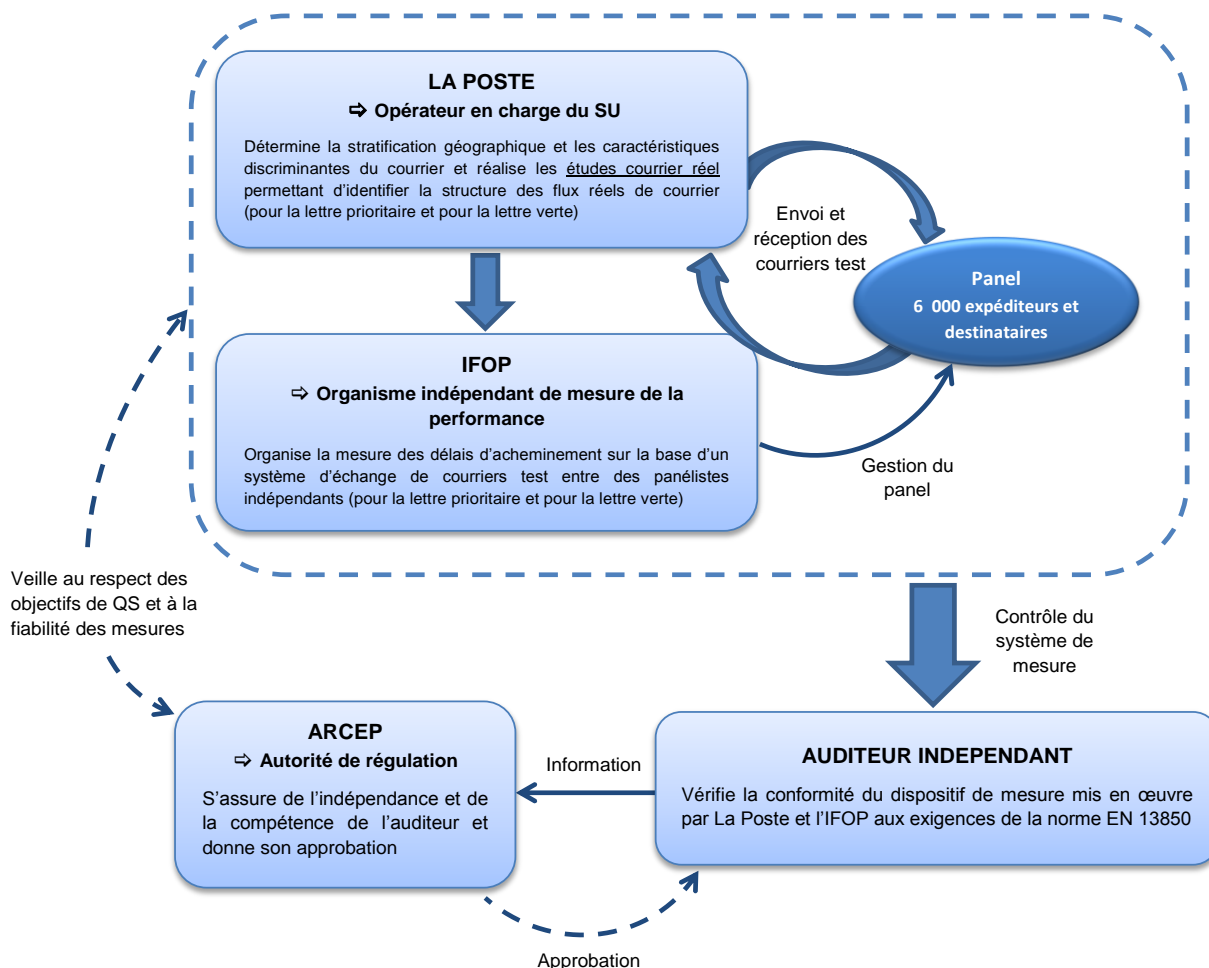 LA POSTE
⇨ Opérateur en charge du SU
Détermine la stratification géographique et les caractéristiques
discriminantes du courrier et réalise les études courrier réel
permettant d’identifier la structure des flux réels de courrier
(pour la lettre prioritaire et pour la lettre verte)
Envoi et
réception des
courriers test
Panel
6 000 expéditeurs et
destinataires
IFOP
⇨ Organisme indépendant de mesure de la
performance
Organise la mesure des délais d’acheminement sur la base d’un
système d’échange de courriers test entre des panélistes
indépendants (pour la lettre prioritaire et pour la lettre verte)
Gestion du
panel
Veille au respect des
objectifs de QS et à la
fiabilité des mesures
Contrôle du
système de
mesure
ARCEP
⇨ Autorité de régulation
S’assure de l’indépendance et de
la compétence de l’auditeur et
donne son approbation
Information
AUDITEUR INDEPENDANT
Vérifie la conformité du dispositif de mesure mis en œuvre
par La Poste et l’IFOP aux exigences de la norme EN 13850
Approbation